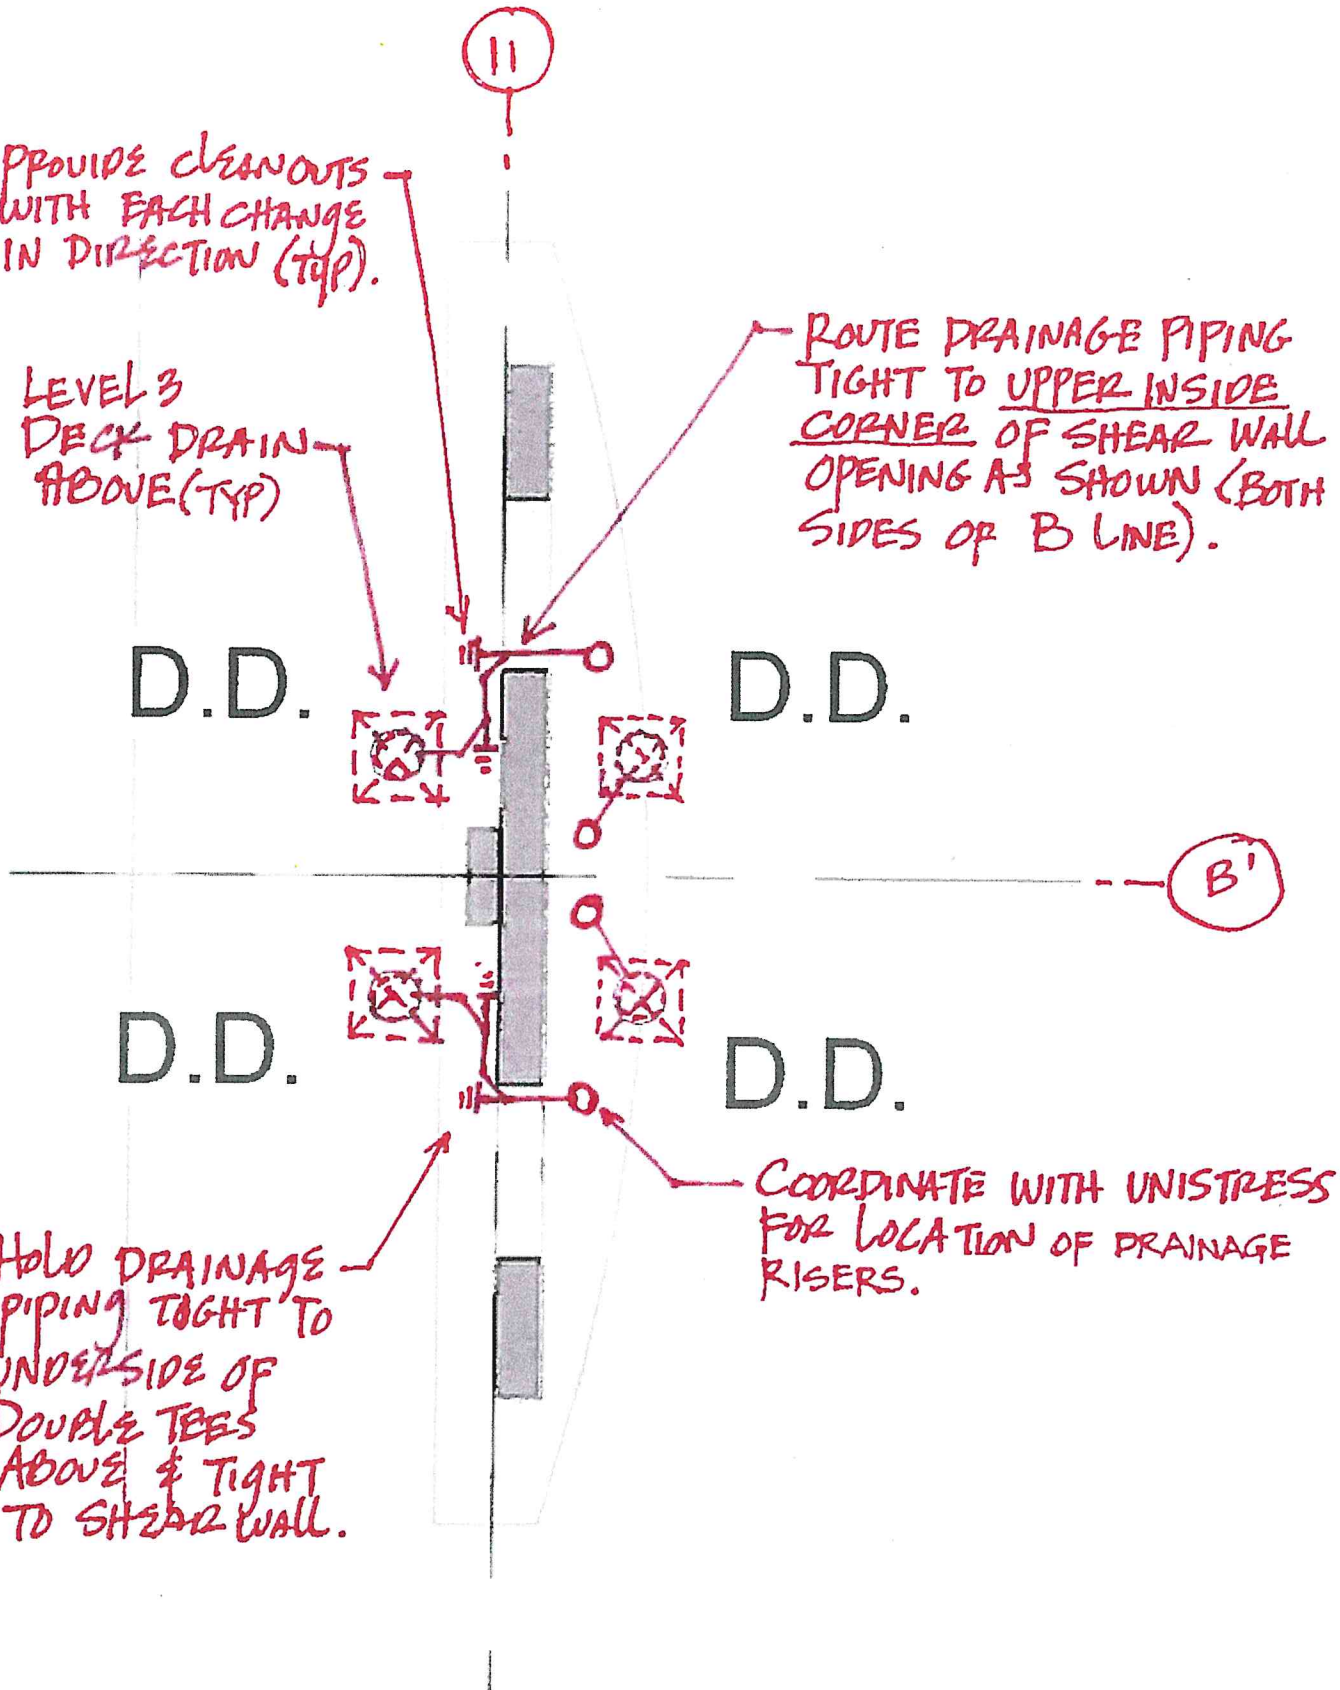 11
PROVIDE CLEANOUTS
WITH EACH CHANGE
IN DIRECTION (TYP).
LEVEL 3
DECK DRAIN
ABOVE (TYP)
ROUTE DRAINAGE PIPING
TIGHT TO UPPER INSIDE
CORNER OF SHEAR WALL
OPENING AS SHOWN (BOTH
SIDES OF B LINE).
D.D.
D.D.
B'
D.D.
D.D.
COORDINATE WITH UNISTRESS
FOR LOCATION OF DRAINAGE
RISERS.
HOLD DRAINAGE
PIPING TIGHT TO
UNDERSIDE OF
DOUBLE TEES
ABOVE & TIGHT
TO SHEAR WALL.